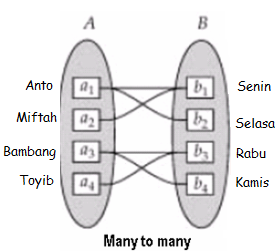 A B
Anto a1 b1 Senin
Miftah a2 b2 Selasa
Bambang a3 b3 Rabu
Toyib a4 b4 Kamis
Many to many